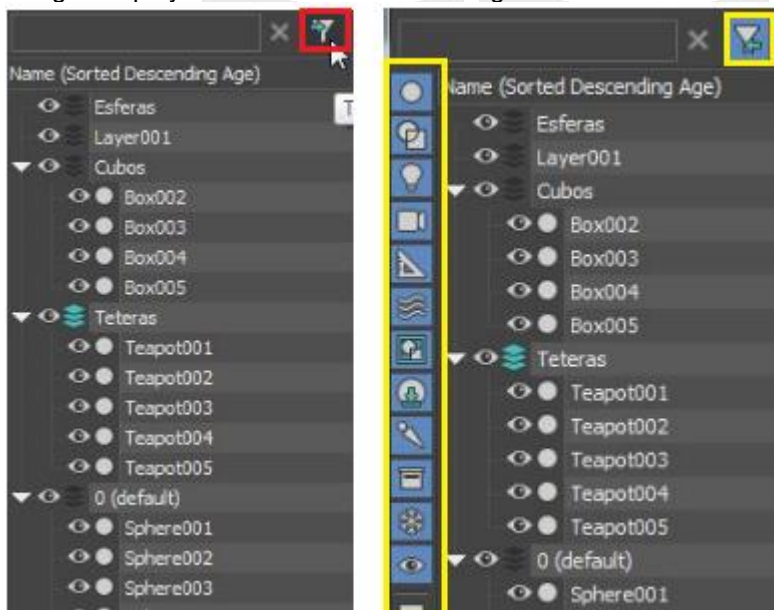 Name (Sorted Descending Age)
Esferas
Layer001
Cubos
Box002
Box003
Box004
Box005
Teteras
Teapot001
Teapot002
Teapot003
Teapot004
Teapot005
0 (default)
Sphere001
Sphere002
Sphere003
Name (Sorted Descending Age)
Esferas
Layer001
Cubos
Box002
Box003
Box004
Box005
Teteras
Teapot001
Teapot002
Teapot003
Teapot004
Teapot005
0 (default)
Sphere001